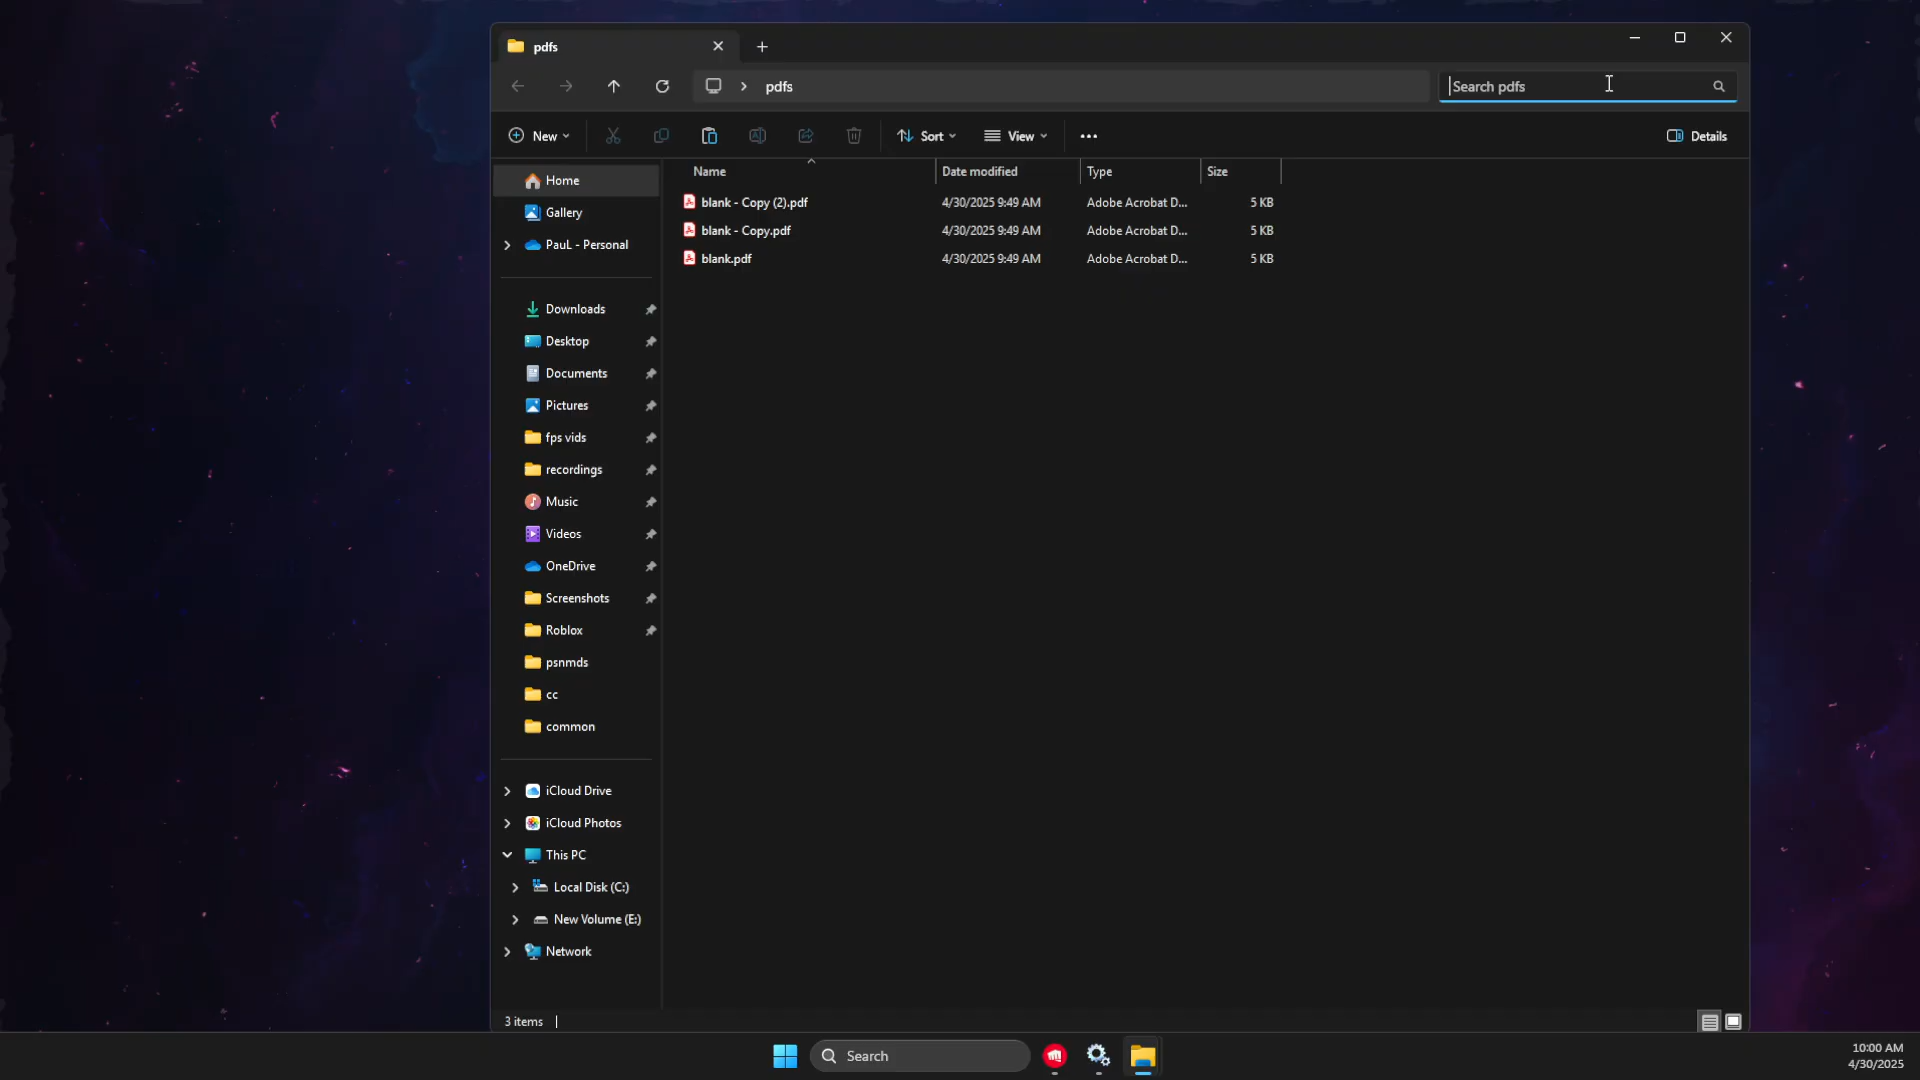 pdfs
pdfs
Search pdfs
New
Sort
View
Details
Name
Date modified
Type
Size
blank - Copy (2).pdf 4/30/2025 9:49 AM Adobe Acrobat D... 5 KB
blank - Copy.pdf 4/30/2025 9:49 AM Adobe Acrobat D... 5 KB
blank.pdf 4/30/2025 9:49 AM Adobe Acrobat D... 5 KB
Home
Gallery
PauL - Personal
Downloads
Desktop
Documents
Pictures
fps vids
recordings
Music
Videos
OneDrive
Screenshots
Roblox
psnmds
cc
common
iCloud Drive
iCloud Photos
This PC
Local Disk (C:)
New Volume (E:)
Network
3 items
Search
10:00 AM
4/30/2025